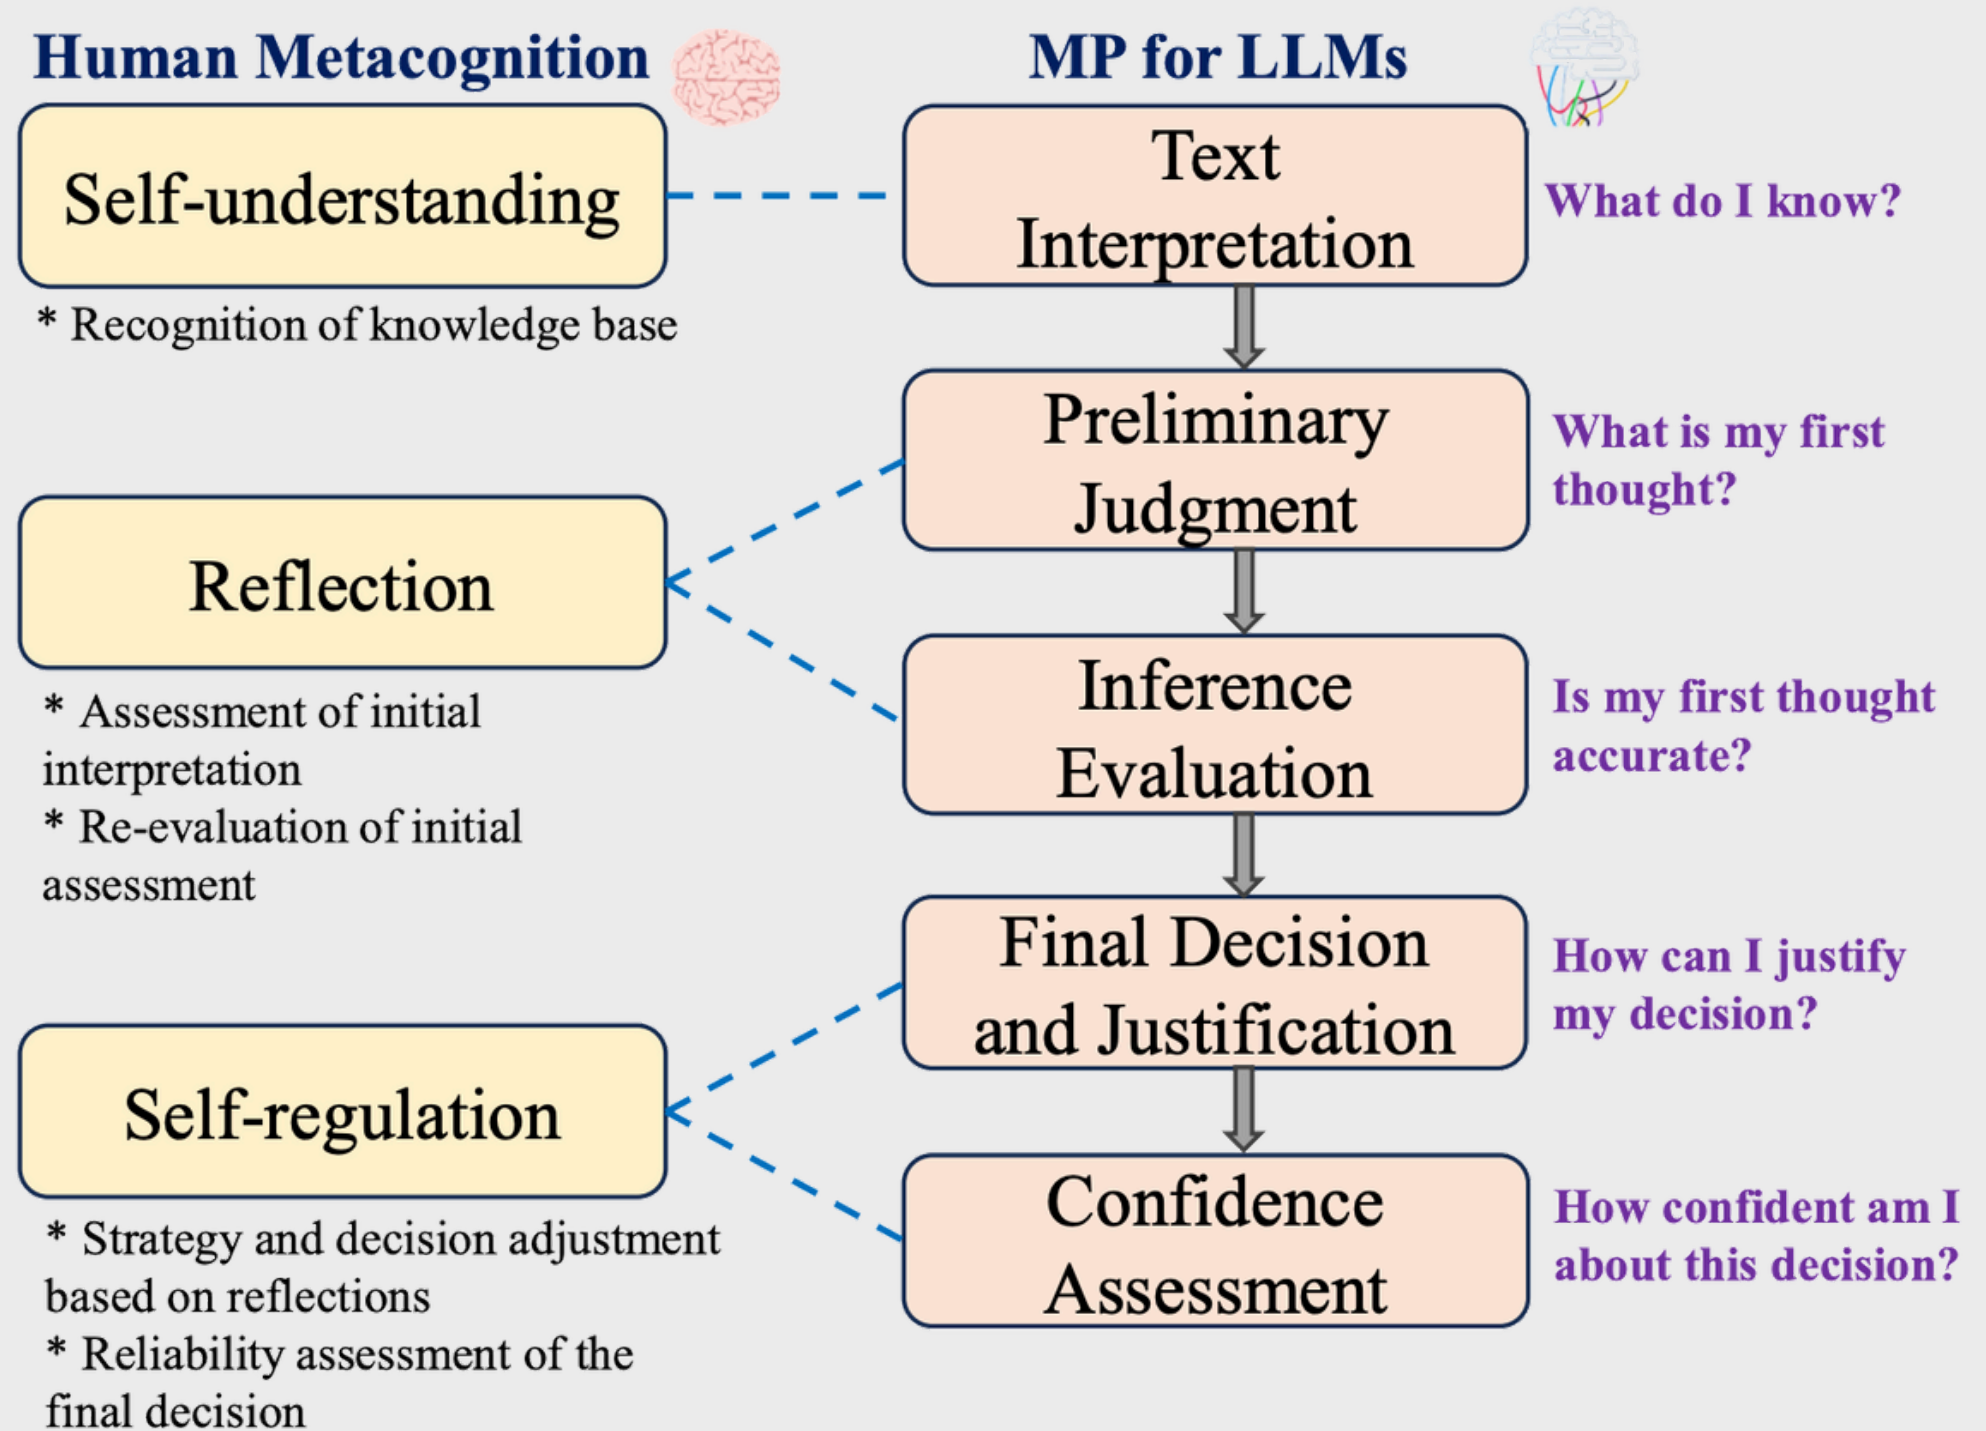 Human Metacognition
MP for LLMs
Self-understanding
* Recognition of knowledge base
Text
Interpretation
What do I know?
Preliminary
Judgment
What is my first
thought?
Reflection
* Assessment of initial
interpretation
* Re-evaluation of initial
assessment
Inference
Evaluation
Is my first thought
accurate?
Final Decision
and Justification
How can I justify
my decision?
Self-regulation
* Strategy and decision adjustment
based on reflections
* Reliability assessment of the
final decision
Confidence
Assessment
How confident am I
about this decision?